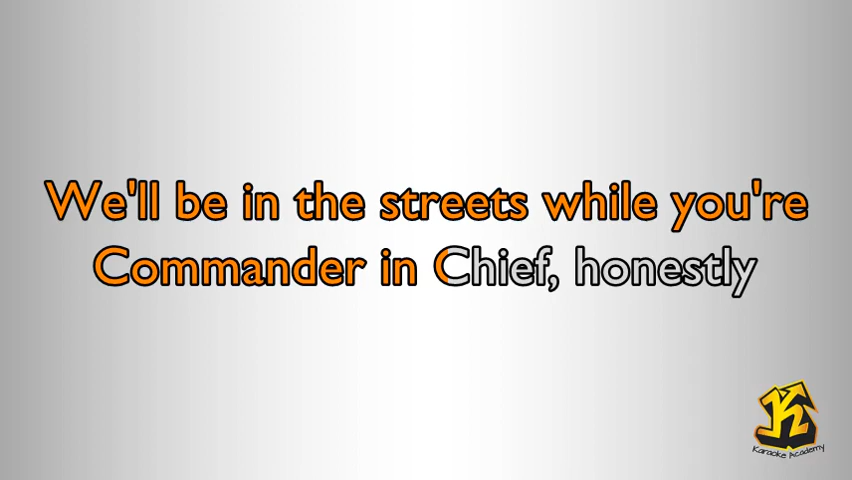 We'll be in the streets while you're
Commander in Chief, honestly
K
Karaoke Academy